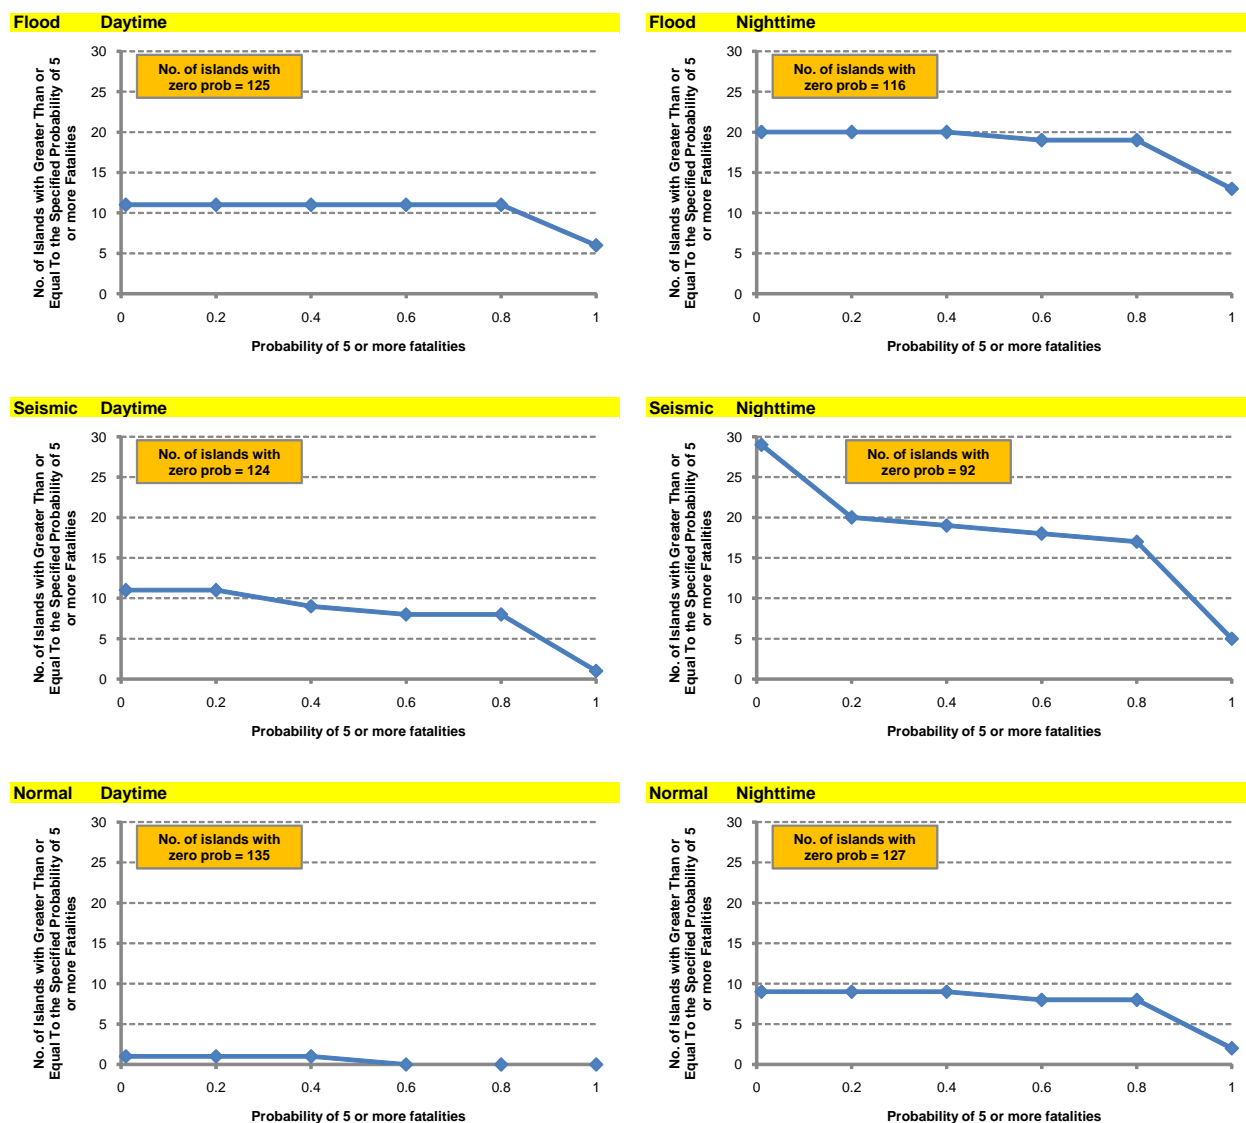 Flood Daytime
No. of Islands with Greater Than or
Equal To the Specified Probability of 5
or more Fatalities
30
25
20
15
10
5
0
No. of islands with
zero prob = 125
0 0.2 0.4 0.6 0.8 1
Probability of 5 or more fatalities
Flood Nighttime
No. of Islands with Greater Than or
Equal To the Specified Probability of 5
or more Fatalities
30
25
20
15
10
5
0
No. of islands with
zero prob = 116
0 0.2 0.4 0.6 0.8 1
Probability of 5 or more fatalities
Seismic Daytime
No. of Islands with Greater Than or
Equal To the Specified Probability of 5
or more Fatalities
30
25
20
15
10
5
0
No. of islands with
zero prob = 124
0 0.2 0.4 0.6 0.8 1
Probability of 5 or more fatalities
Seismic Nighttime
No. of Islands with Greater Than or
Equal To the Specified Probability of 5
or more Fatalities
30
25
20
15
10
5
0
No. of islands with
zero prob = 92
0 0.2 0.4 0.6 0.8 1
Probability of 5 or more fatalities
Normal Daytime
No. of Islands with Greater Than or
Equal To the Specified Probability of 5
or more Fatalities
30
25
20
15
10
5
0
No. of islands with
zero prob = 135
0 0.2 0.4 0.6 0.8 1
Probability of 5 or more fatalities
Normal Nighttime
No. of Islands with Greater Than or
Equal To the Specified Probability of 5
or more Fatalities
30
25
20
15
10
5
0
No. of islands with
zero prob = 127
0 0.2 0.4 0.6 0.8 1
Probability of 5 or more fatalities